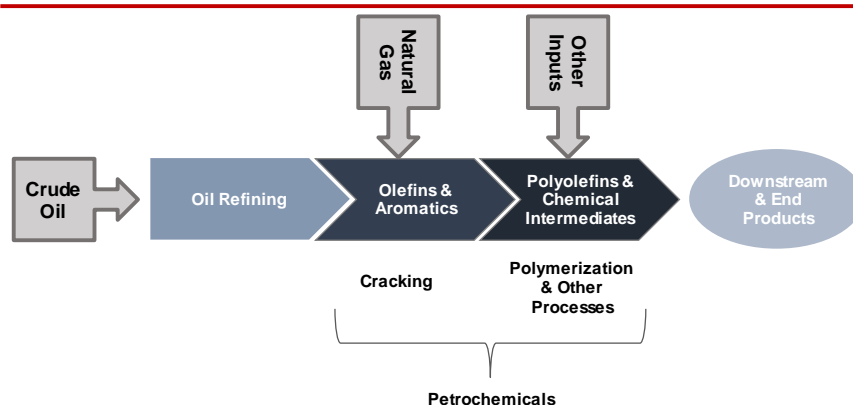 Natural
Gas
Other
Inputs
Crude
Oil
Oil Refining
Olefins &
Aromatics
Polyolefins &
Chemical
Intermediates
Downstream
& End
Products
Cracking
Polymerization
& Other
Processes
Petrochemicals